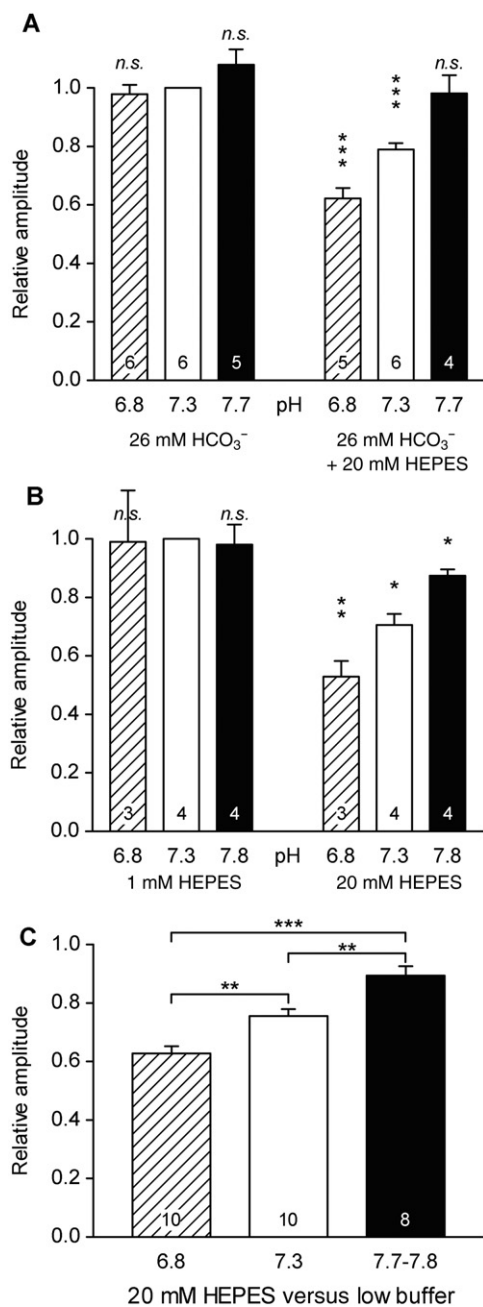 A
n.s.
n.s.
n.s.
***
***
Relative amplitude
1.0
0.8
0.6
0.4
0.2
0.0
6
6
5
5
6
4
6.8 7.3 7.7 pH 6.8 7.3 7.7
26 mM HCO₃⁻
26 mM HCO₃⁻
+ 20 mM HEPES
B
n.s.
n.s.
*
*
**
Relative amplitude
1.0
0.8
0.6
0.4
0.2
0.0
3
4
4
3
4
4
6.8 7.3 7.8 pH 6.8 7.3 7.8
1 mM HEPES
20 mM HEPES
C
***
**
**
Relative amplitude
1.0
0.8
0.6
0.4
0.2
0.0
10
10
8
6.8 7.3 7.7-7.8
20 mM HEPES versus low buffer